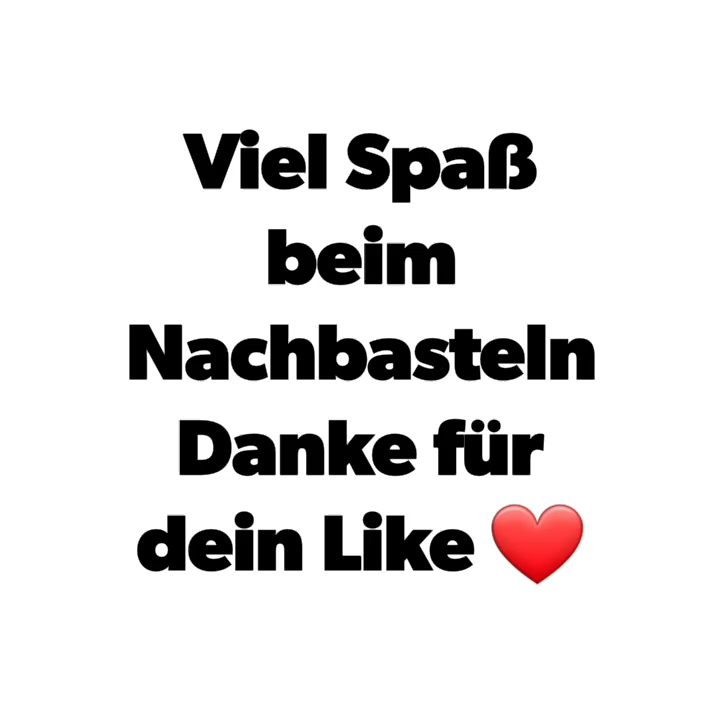 Viel Spaß
beim
Nachbasteln
Danke für
dein Like ❤️